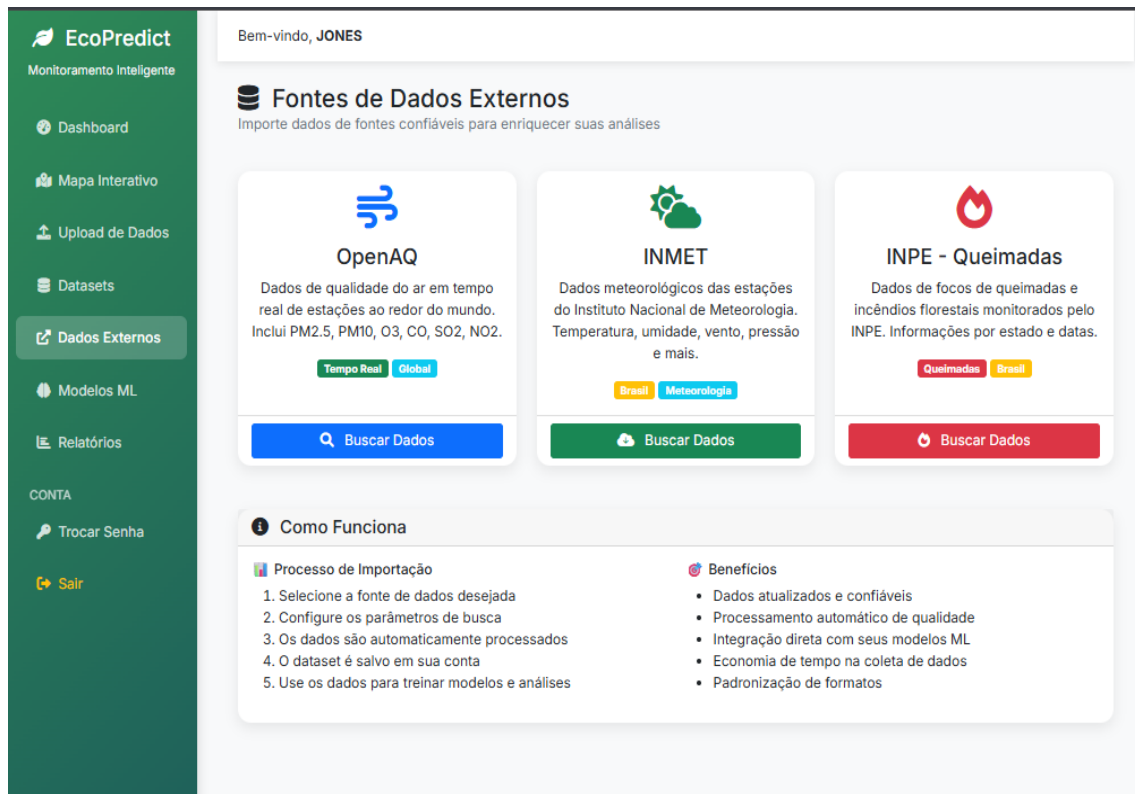 EcoPredict
Monitoramento Inteligente
Dashboard
Mapa Interativo
Upload de Dados
Datasets
Dados Externos
Modelos ML
Relatórios
CONTA
Trocar Senha
Sair
Bem-vindo, JONES
Fontes de Dados Externos
Importe dados de fontes confiáveis para enriquecer suas análises
OpenAQ
Dados de qualidade do ar em tempo
real de estações ao redor do mundo.
Inclui PM2.5, PM10, O3, CO, SO2, NO2.
Tempo Real Global
Buscar Dados
INMET
Dados meteorológicos das estações
do Instituto Nacional de Meteorologia.
Temperatura, umidade, vento, pressão
e mais.
Brasil Meteorologia
Buscar Dados
INPE - Queimadas
Dados de focos de queimadas e
incêndios florestais monitorados pelo
INPE. Informações por estado e datas.
Queimadas Brasil
Buscar Dados
Como Funciona
Processo de Importação
1. Selecione a fonte de dados desejada
2. Configure os parâmetros de busca
3. Os dados são automaticamente processados
4. O dataset é salvo em sua conta
5. Use os dados para treinar modelos e análises
Benefícios
• Dados atualizados e confiáveis
• Processamento automático de qualidade
• Integração direta com seus modelos ML
• Economia de tempo na coleta de dados
• Padronização de formatos